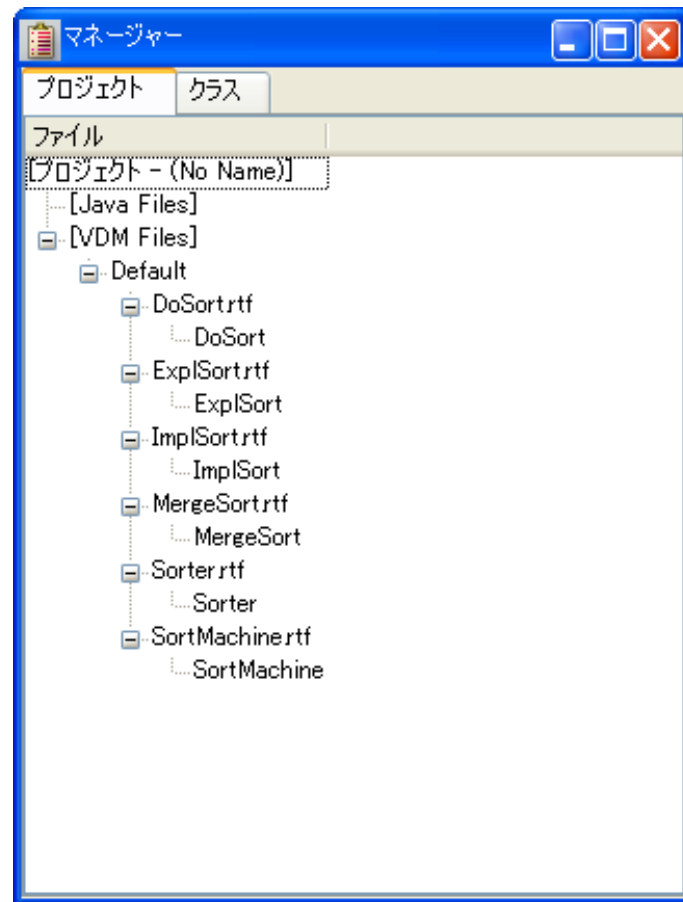 マネージャー
プロジェクト クラス
ファイル
[プロジェクト - (No Name)]
[Java Files]
[VDM Files]
Default
DoSort.rtf
DoSort
ExplSort.rtf
ExplSort
ImplSort.rtf
ImplSort
MergeSort.rtf
MergeSort
Sorter.rtf
Sorter
SortMachine.rtf
SortMachine